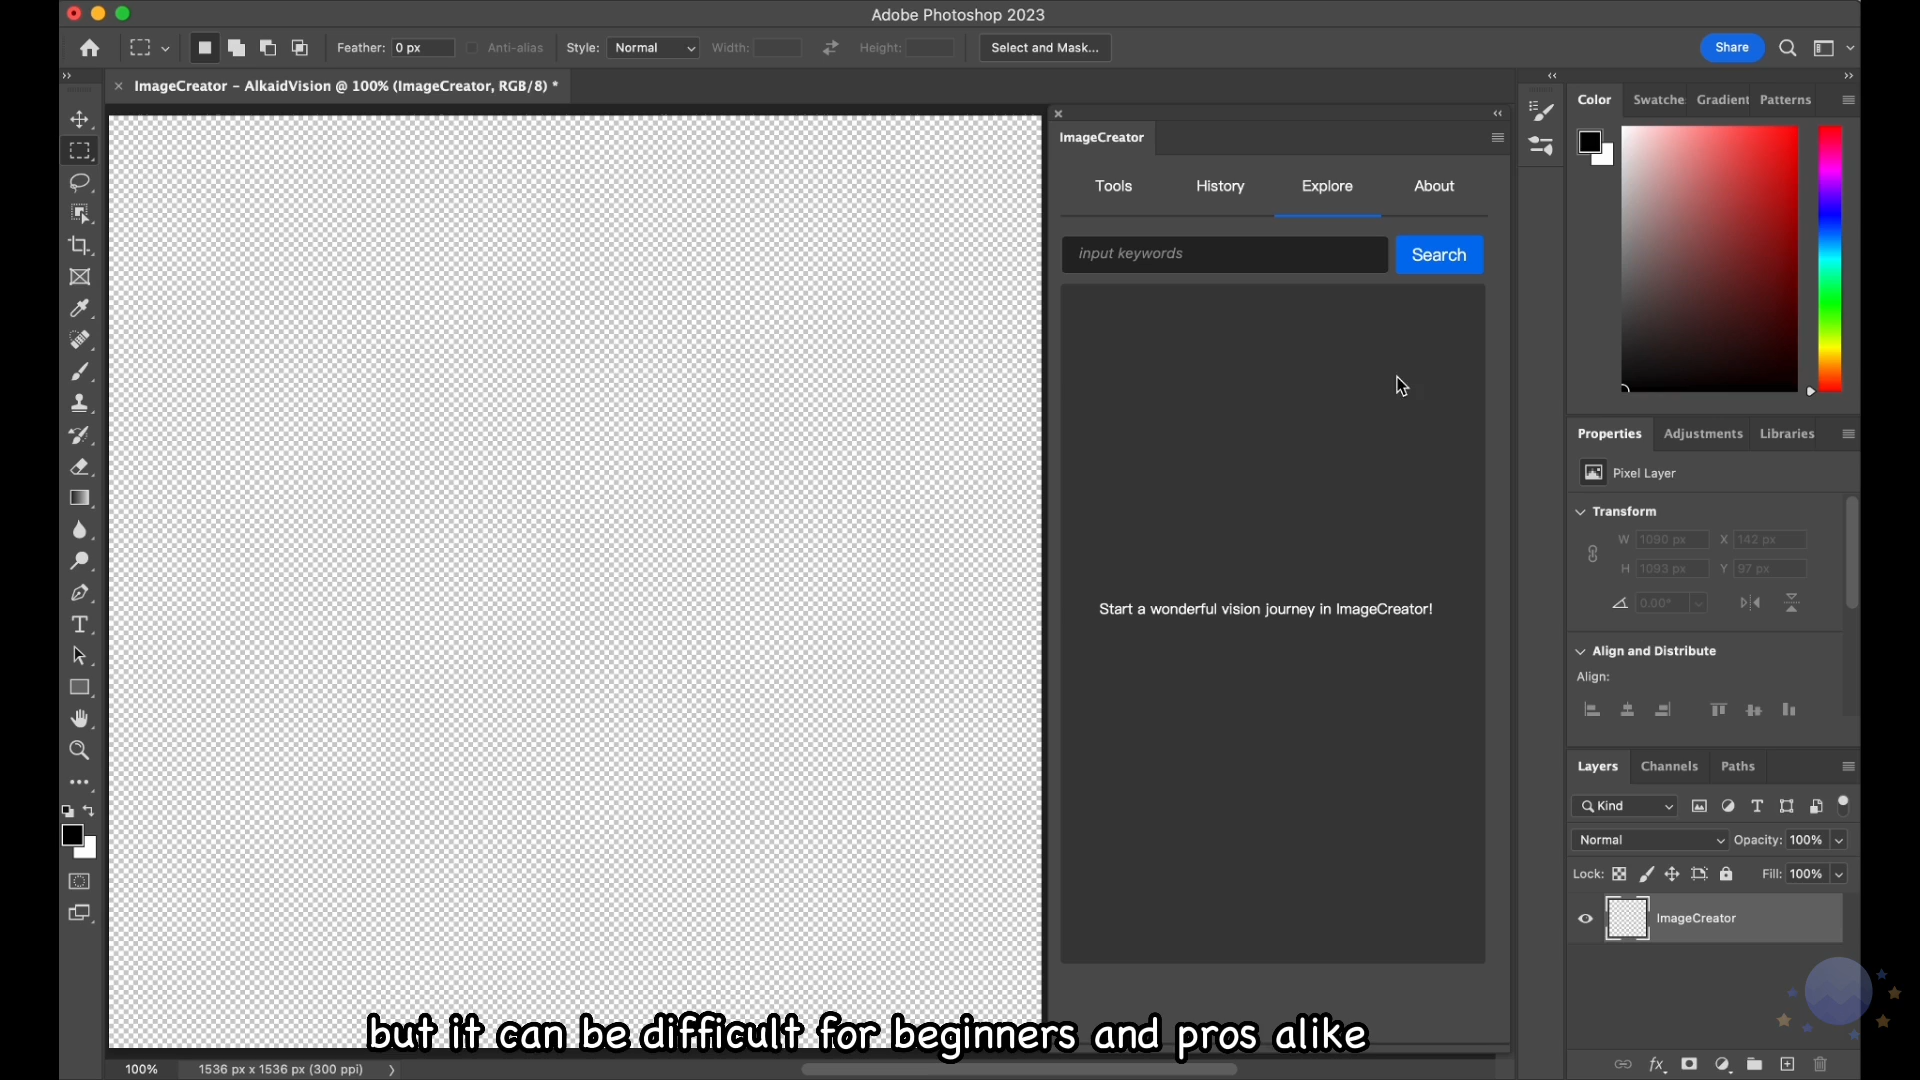 Adobe Photoshop 2023
Feather: 0 px Anti-alias Style: Normal Width: Height: Select and Mask... Share
ImageCreator - AlkaidVision @ 100% (ImageCreator, RGB/8) *
ImageCreator
Tools History Explore About
input keywords Search
Start a wonderful vision journey in ImageCreator!
Color Swatche Gradient Patterns
Properties Adjustments Libraries
Pixel Layer
Transform
W 1090 px X 142 px
H 1093 px Y 97 px
0.00°
Align and Distribute
Align:
Layers Channels Paths
Kind
Normal Opacity: 100%
Lock: Fill: 100%
ImageCreator
but it can be difficult for beginners and pros alike
100% 1536 px x 1536 px (300 ppi)